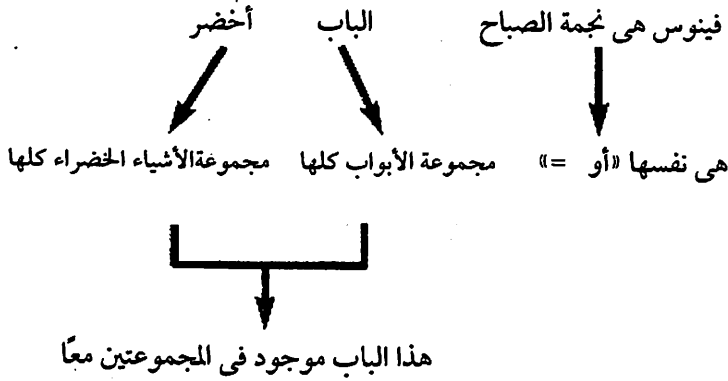 فينوس هى نجمة الصباح الباب أخضر
هى نفسها «أو =» مجموعة الأبواب كلها مجموعة الأشياء الخضراء كلها
هذا الباب موجود فى المجموعتين معًا